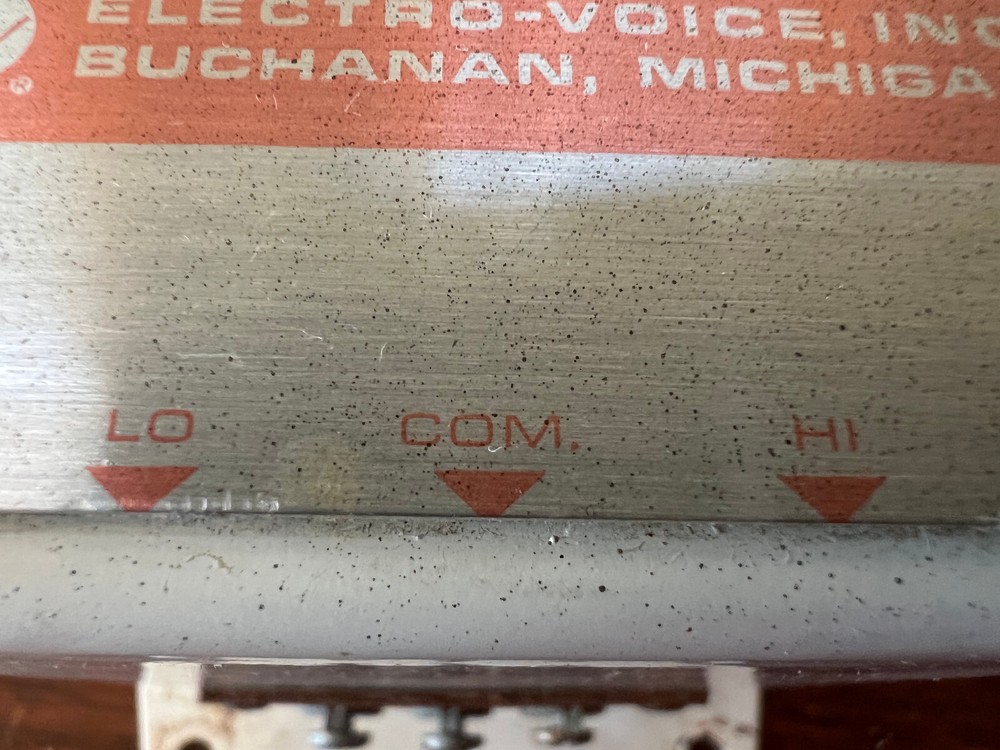 ELECTRO-VOICE, INC
BUCHANAN, MICHIGA
®
LO COM. HI